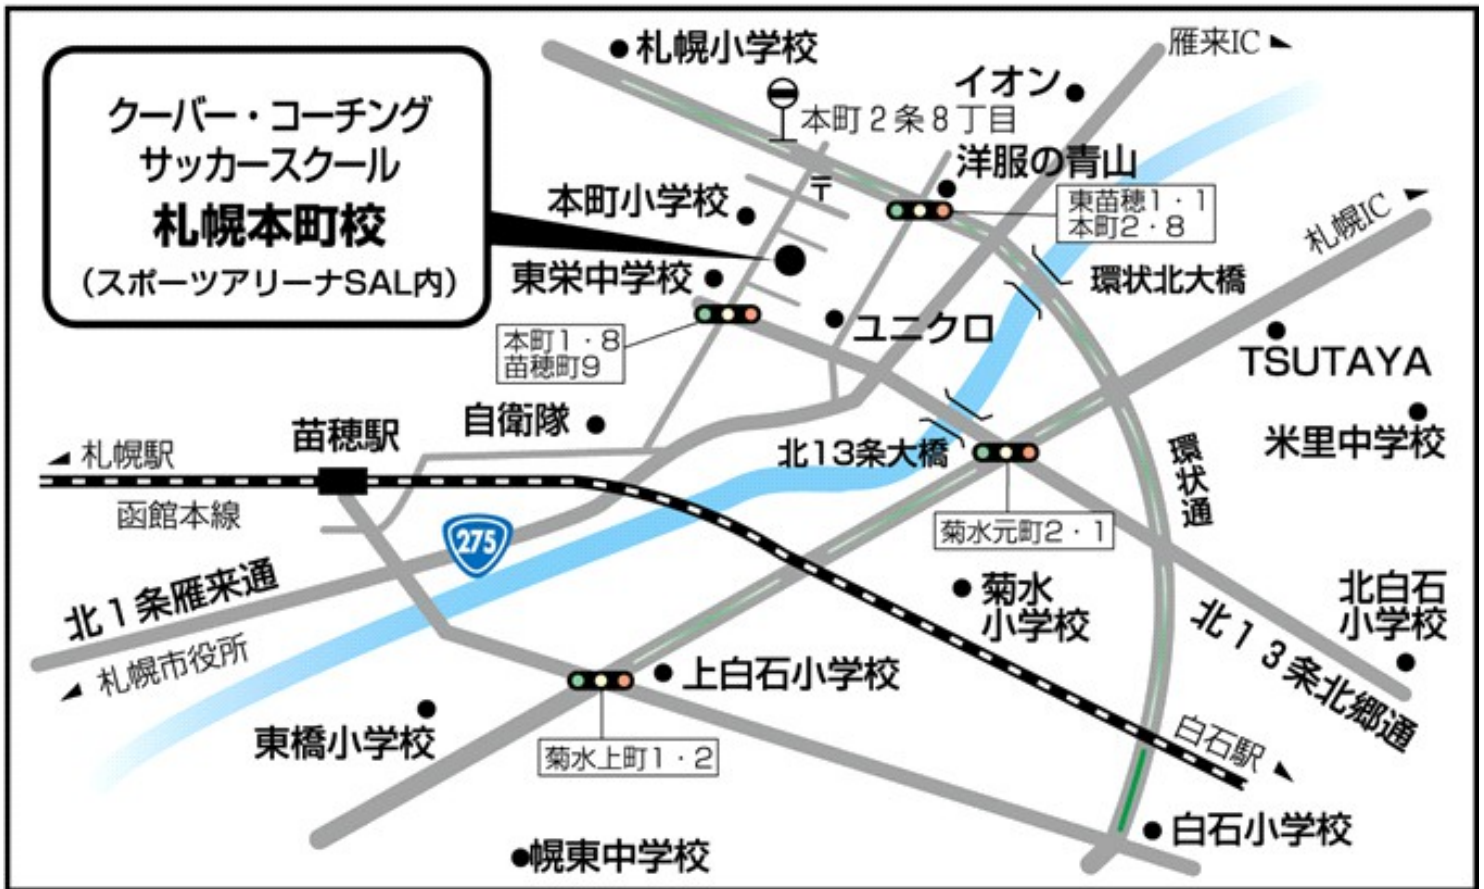 クーバー・コーチング
サッカースクール
札幌本町校
(スポーツアリーナSAL内)
札幌小学校
本町2条8丁目
イオン
雁来IC
洋服の青山
東苗穂1・1
本町2・8
〒
本町小学校
東栄中学校
本町1・8
苗穂町9
ユニクロ
環状北大橋
札幌IC
TSUTAYA
米里中学校
自衛隊
苗穂駅
札幌駅
函館本線
北13条大橋
環状通
275
菊水元町2・1
北1条雁来通
札幌市役所
菊水
小学校
北白石
小学校
北13条北郷通
上白石小学校
東橋小学校
菊水上町1・2
白石駅
白石小学校
幌東中学校